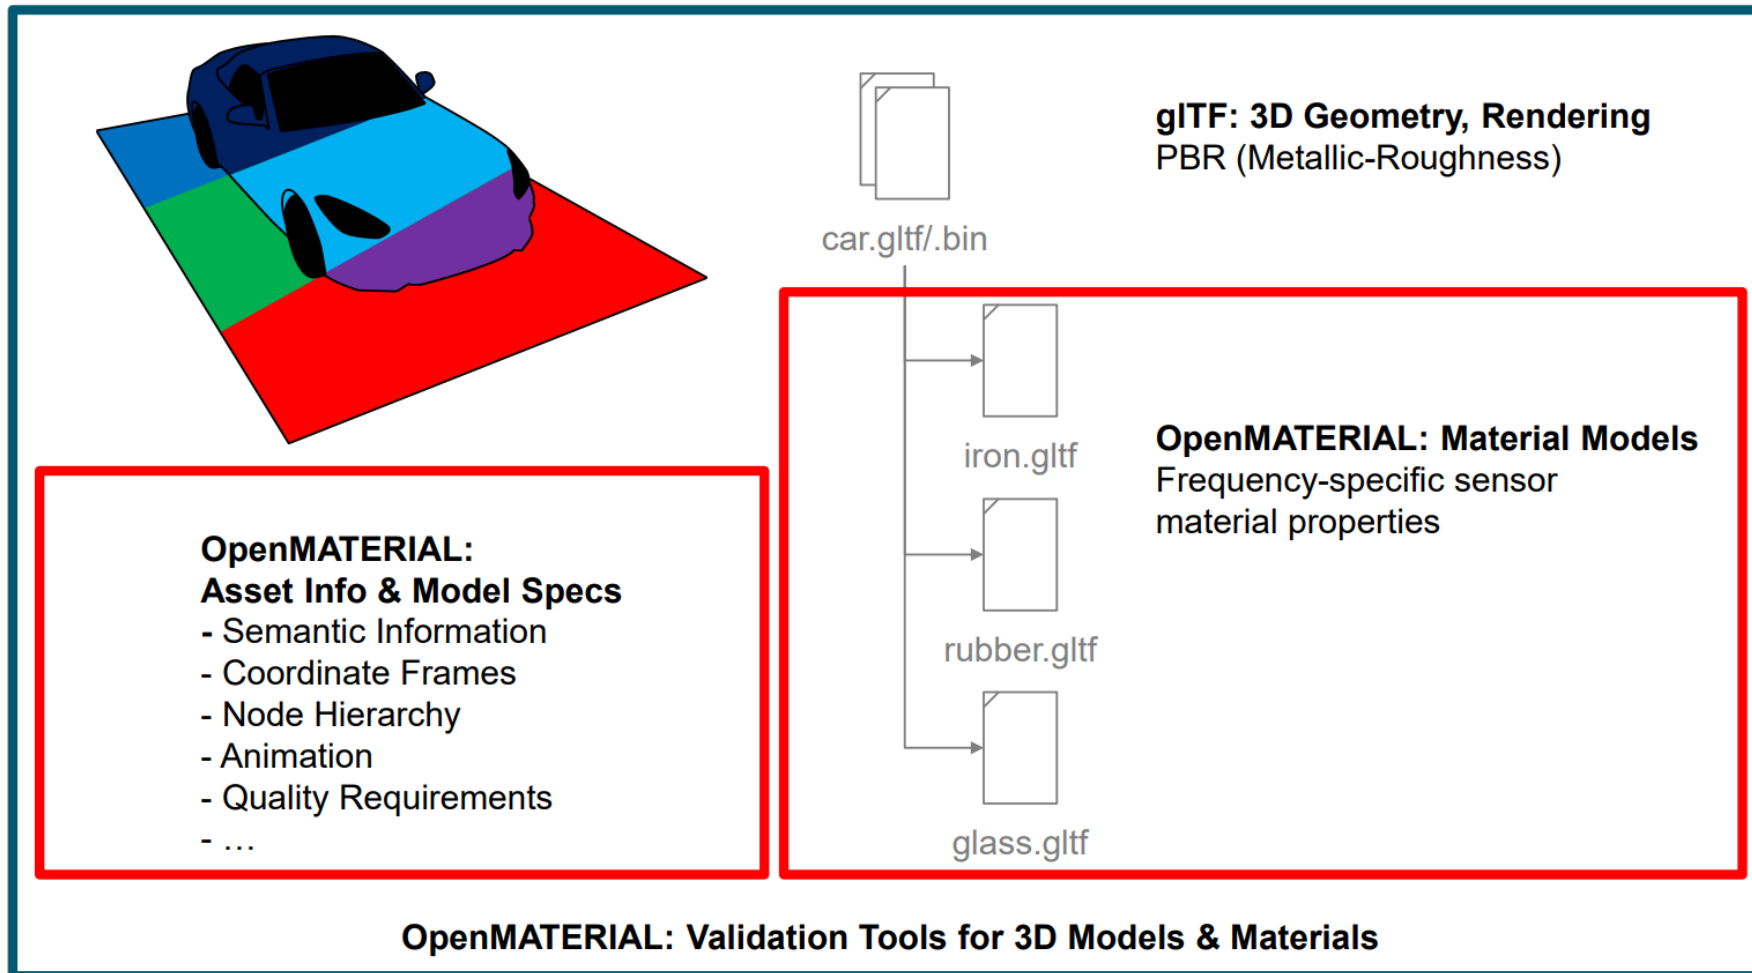 glTF: 3D Geometry, Rendering
PBR (Metallic-Roughness)
car.gltf/.bin
iron.gltf
rubber.gltf
glass.gltf
OpenMATERIAL: Material Models
Frequency-specific sensor
material properties
OpenMATERIAL:
Asset Info & Model Specs
- Semantic Information
- Coordinate Frames
- Node Hierarchy
- Animation
- Quality Requirements
- …
OpenMATERIAL: Validation Tools for 3D Models & Materials